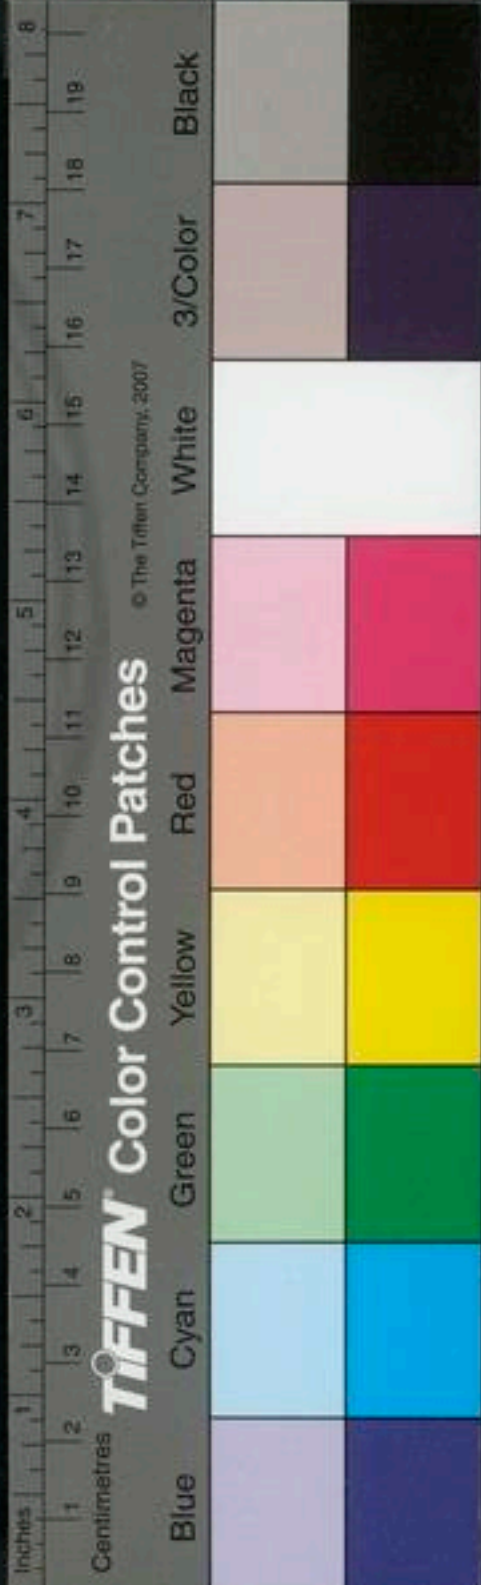 Inches 1 2 3 4 5 6 7 8
Centimetres 1 2 3 4 5 6 7 8 9 10 11 12 13 14 15 16 17 18 19
TIFFEN® Color Control Patches © The Tiffen Company, 2007
Blue Cyan Green Yellow Red Magenta White 3/Color Black